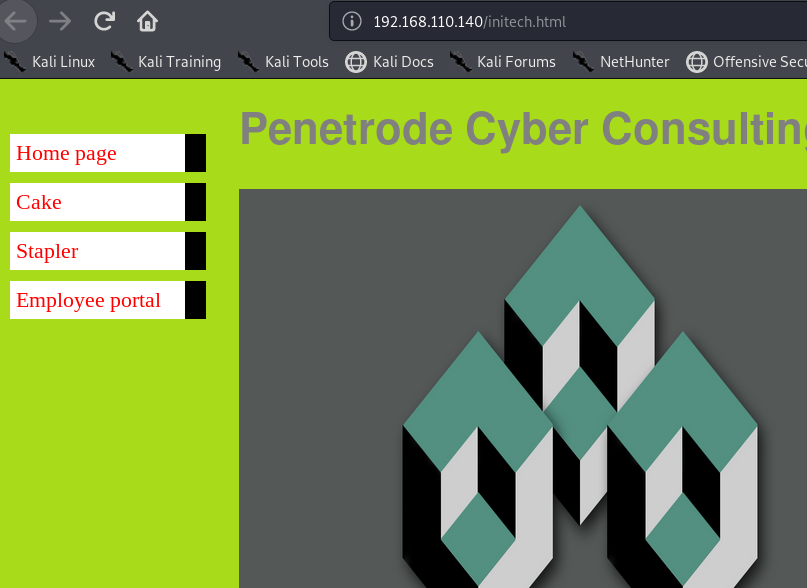 192.168.110.140/initech.html
Kali Linux Kali Training Kali Tools Kali Docs Kali Forums NetHunter Offensive Secu
Penetrode Cyber Consulting
Home page
Cake
Stapler
Employee portal